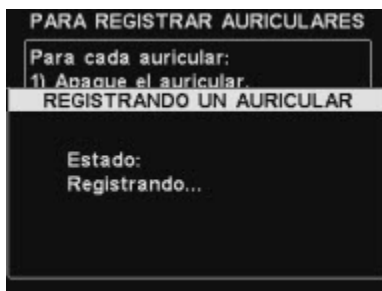 PARA REGISTRAR AURICULARES
Para cada auricular:
1) Apague el auricular.
REGISTRANDO UN AURICULAR
Estado:
Registrando...